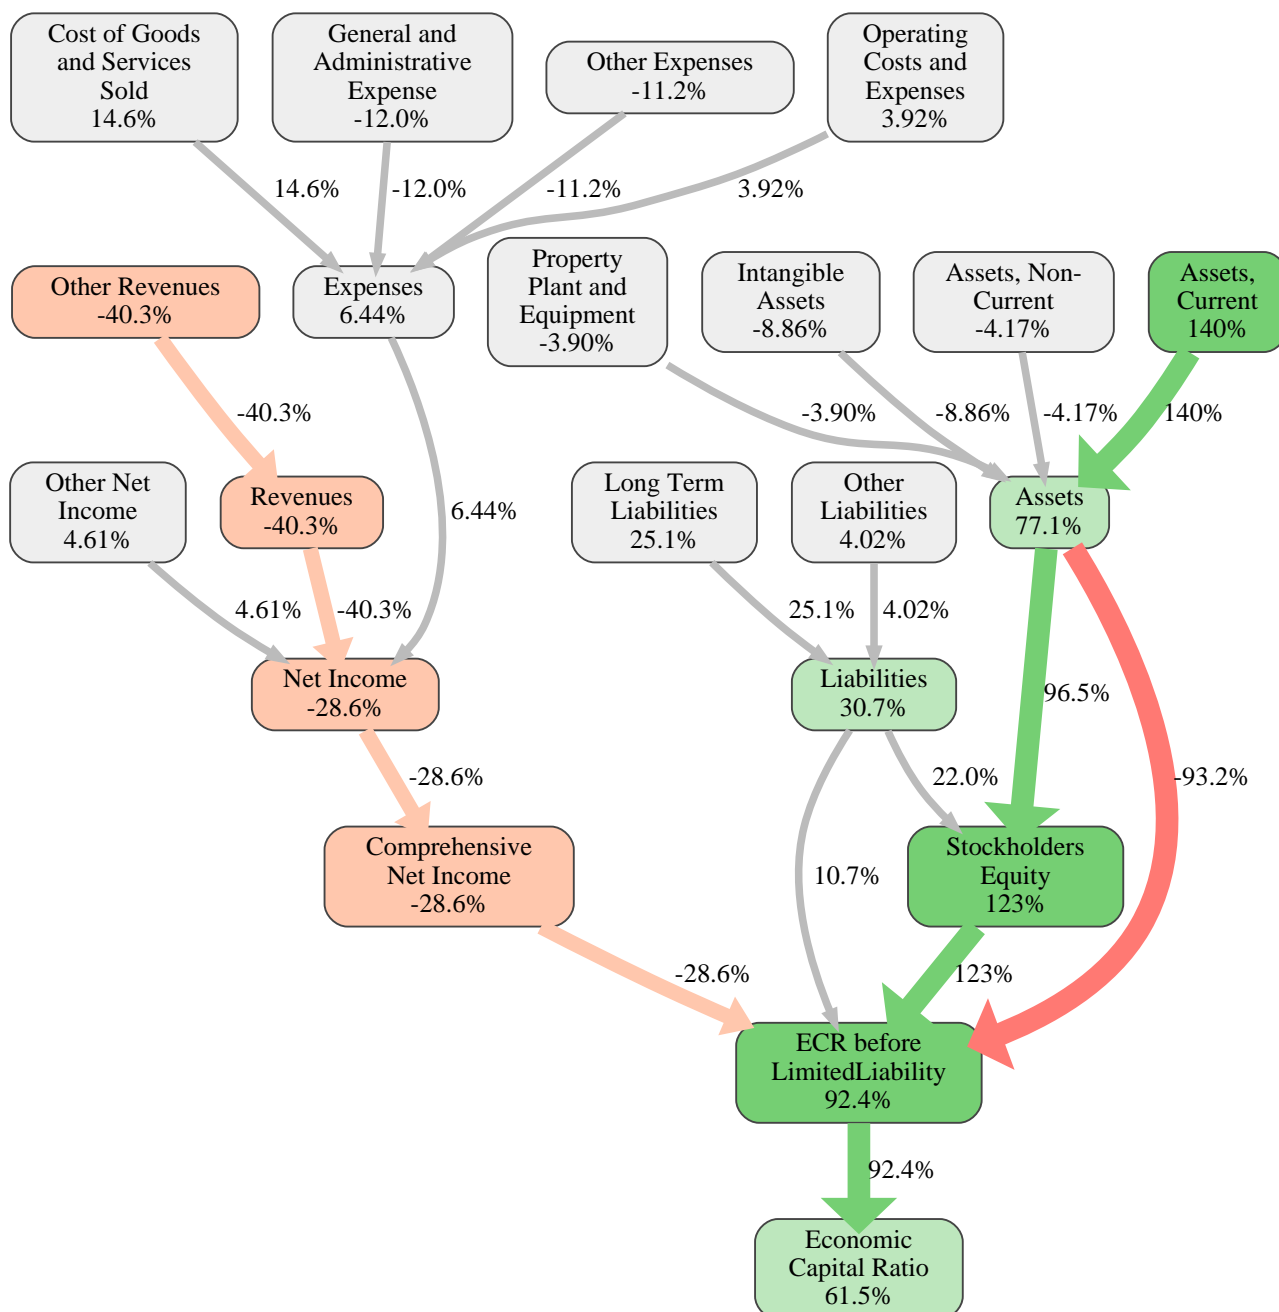 Cost of Goods
and Services
Sold
14.6%
General and
Administrative
Expense
-12.0%
Other Expenses
-11.2%
Operating
Costs and
Expenses
3.92%
14.6%
-12.0%
-11.2%
3.92%
Other Revenues
-40.3%
Expenses
6.44%
Property
Plant and
Equipment
-3.90%
Intangible
Assets
-8.86%
Assets, Non-
Current
-4.17%
Assets,
Current
140%
-40.3%
-3.90%
-8.86%
-4.17%
140%
Other Net
Income
4.61%
Revenues
-40.3%
6.44%
Long Term
Liabilities
25.1%
Other
Liabilities
4.02%
Assets
77.1%
4.61%
-40.3%
25.1%
4.02%
Net Income
-28.6%
Liabilities
30.7%
96.5%
-28.6%
22.0%
-93.2%
Comprehensive
Net Income
-28.6%
10.7%
Stockholders
Equity
123%
-28.6%
123%
ECR before
LimitedLiability
92.4%
92.4%
Economic
Capital Ratio
61.5%